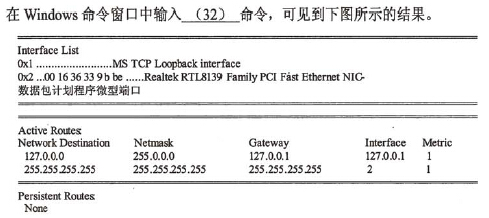 在 Windows 命令窗口中输入 （32） 命令，可见到下图所示的结果。
Interface List
0x1 ........................MS TCP Loopback interface
0x2 ...00 16 36 33 9b be ......Realtek RTL8139 Family PCI Fast Ethernet NIC-
数据包计划程序微型端口
Active Routes:
Network Destination Netmask Gateway Interface Metric
127.0.0.0 255.0.0.0 127.0.0.1 127.0.0.1 1
255.255.255.255 255.255.255.255 255.255.255.255 2 1
Persistent Routes:
None